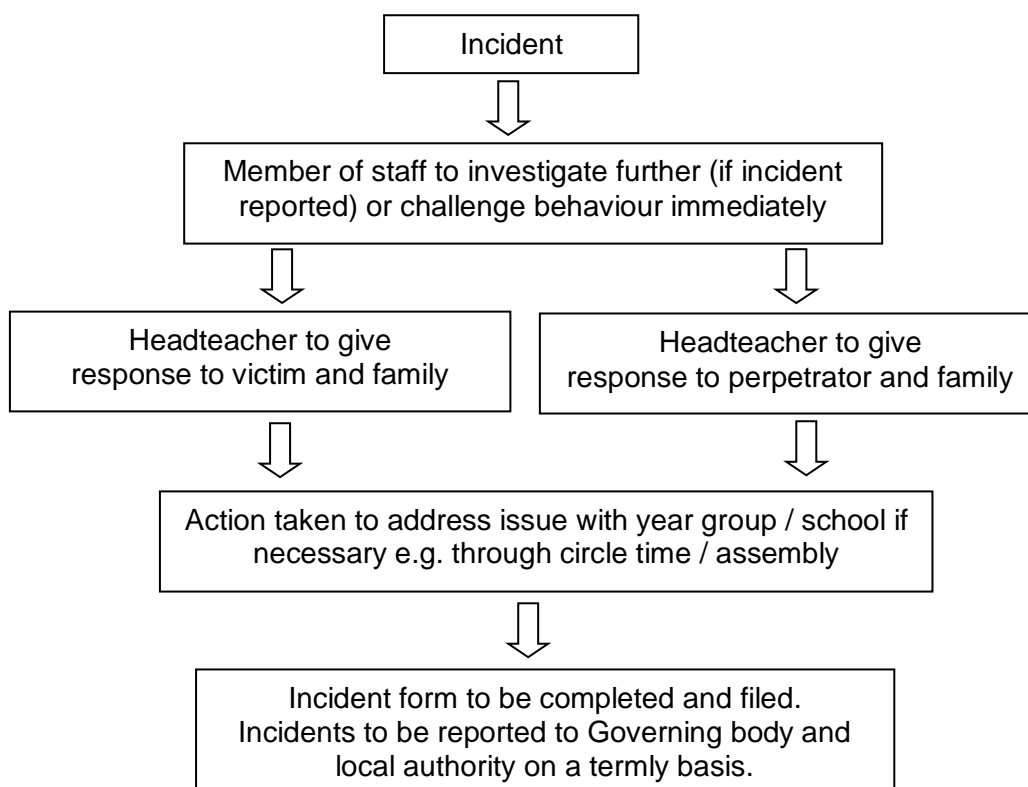 Incident
Member of staff to investigate further (if incident
reported) or challenge behaviour immediately
Headteacher to give
response to victim and family
Headteacher to give
response to perpetrator and family
Action taken to address issue with year group / school if
necessary e.g. through circle time / assembly
Incident form to be completed and filed.
Incidents to be reported to Governing body and
local authority on a termly basis.